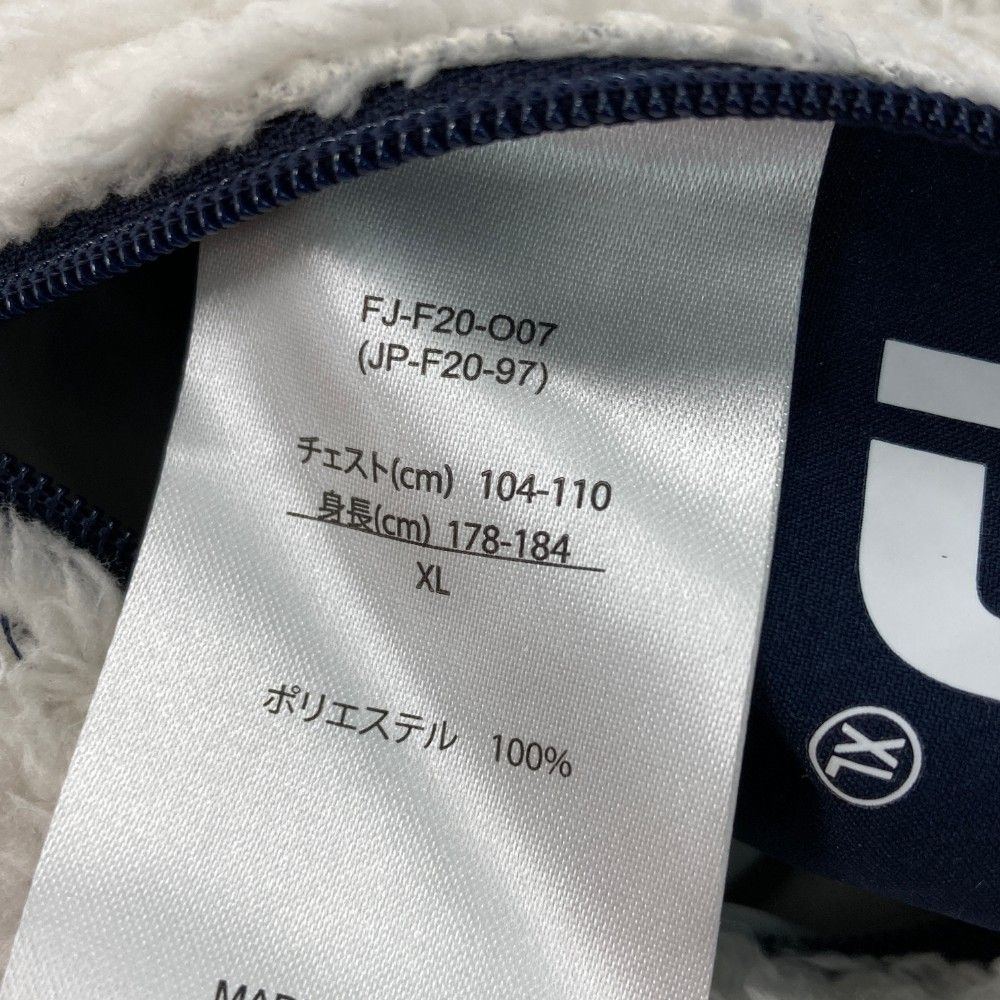 FJ-F20-O07
(JP-F20-97)
チェスト(cm) 104-110
身長(cm) 178-184
XL
ポリエステル 100%
XL